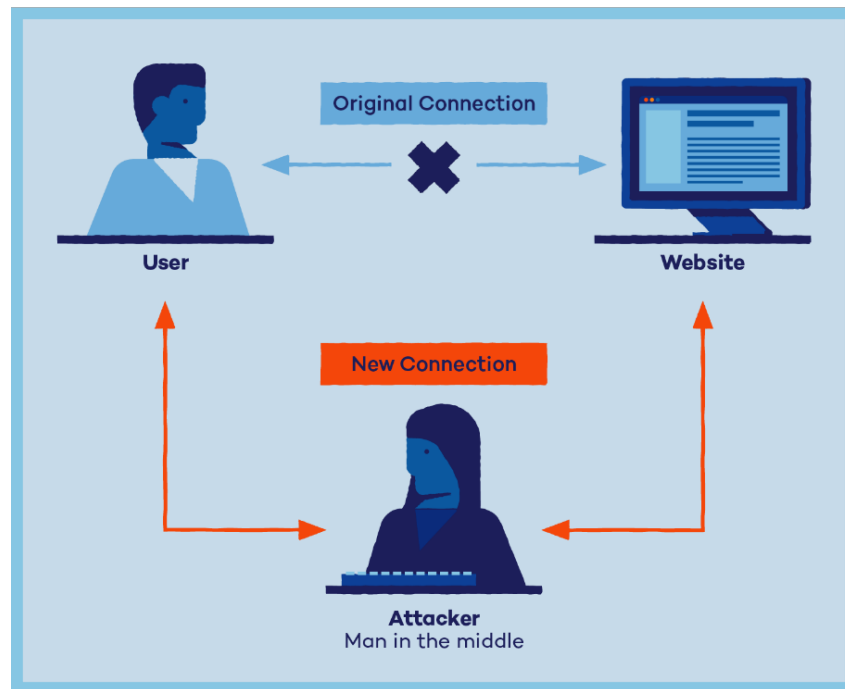 Original Connection
User
Website
New Connection
Attacker
Man in the middle